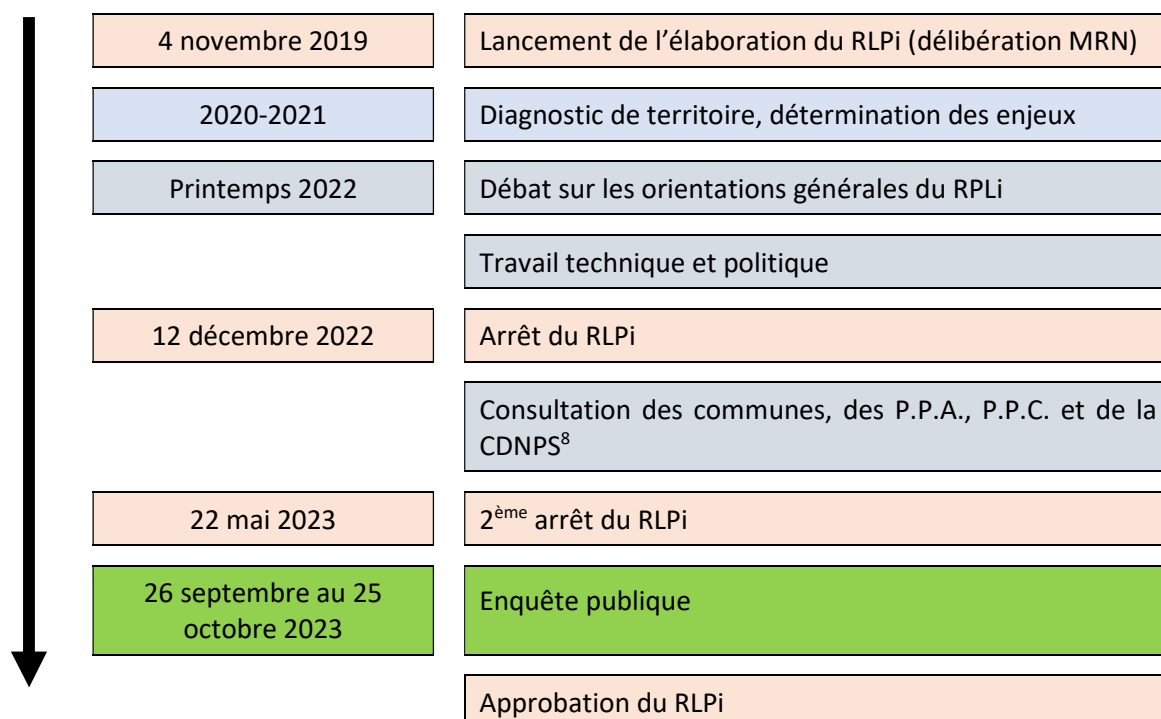 4 novembre 2019
Lancement de l’élaboration du RLPi (délibération MRN)
2020-2021
Diagnostic de territoire, détermination des enjeux
Printemps 2022
Débat sur les orientations générales du RPLi
Travail technique et politique
12 décembre 2022
Arrêt du RLPi
Consultation des communes, des P.P.A., P.P.C. et de la
CDNPS8
22 mai 2023
2ème arrêt du RLPi
26 septembre au 25
octobre 2023
Enquête publique
Approbation du RLPi